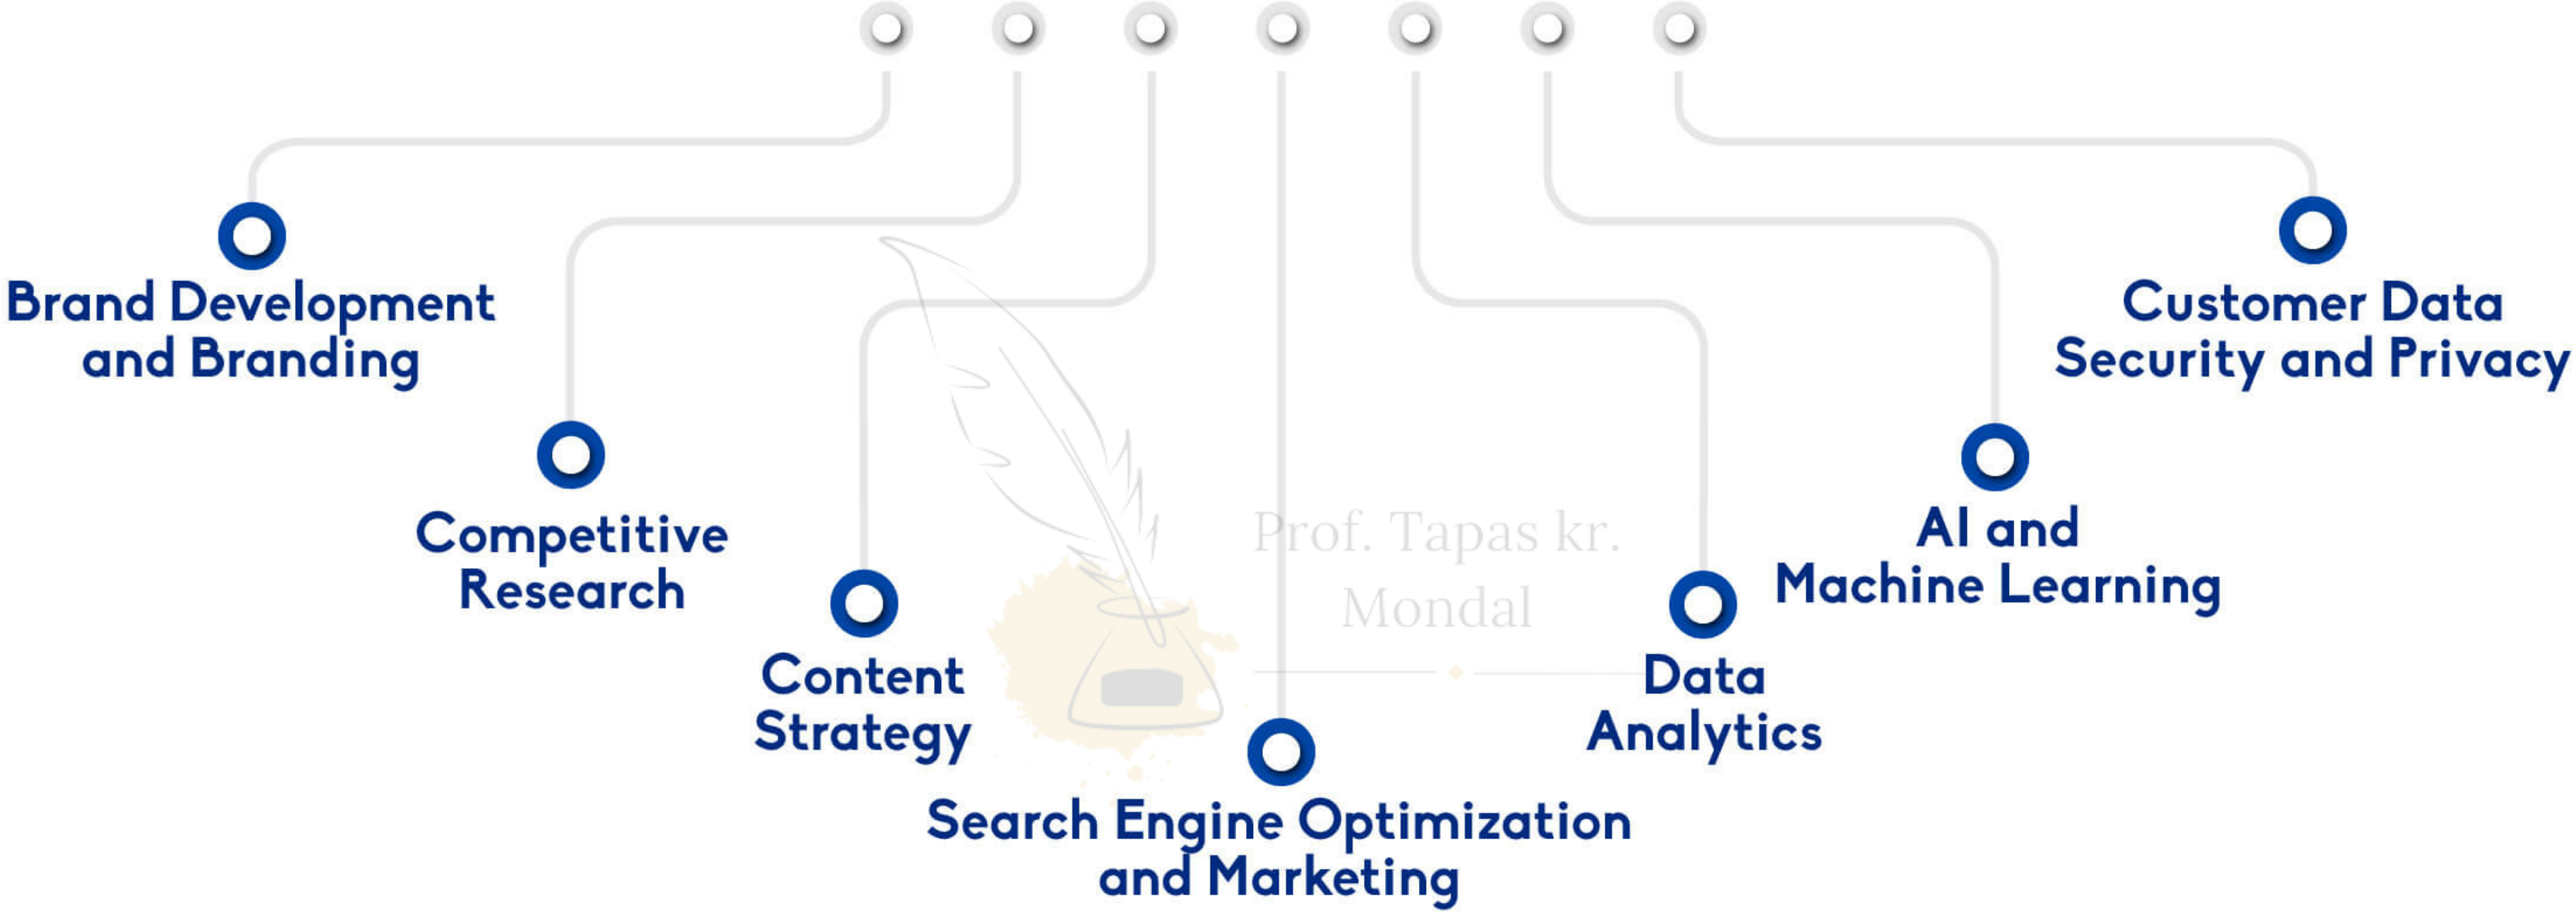 Brand Development
and Branding
Competitive
Research
Content
Strategy
Search Engine Optimization
and Marketing
Data
Analytics
AI and
Machine Learning
Customer Data
Security and Privacy
Prof. Tapas kr.
Mondal